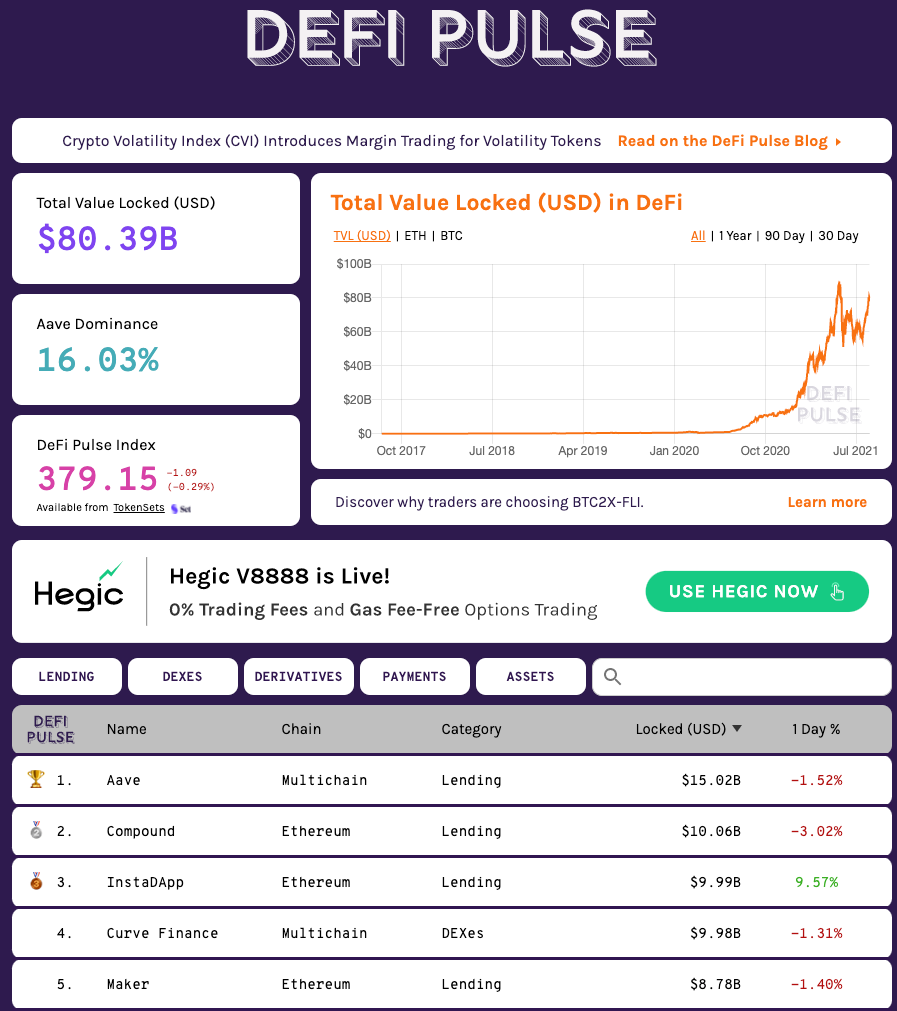 DEFI PULSE
Crypto Volatility Index (CVI) Introduces Margin Trading for Volatility Tokens Read on the DeFi Pulse Blog
Total Value Locked (USD)
$80.39B
Aave Dominance
16.03%
DeFi Pulse Index
379.15 -1.09
(-0.29%)
Available from TokenSets Set
Total Value Locked (USD) in DeFi
TVL (USD) | ETH | BTC All | 1 Year | 90 Day | 30 Day
$100B
$80B
$60B
$40B
$20B
$0
DEFI
PULSE
Oct 2017 Jul 2018 Apr 2019 Jan 2020 Oct 2020 Jul 2021
Discover why traders are choosing BTC2X-FLI. Learn more
Hegic
Hegic V8888 is Live!
0% Trading Fees and Gas Fee-Free Options Trading
USE HEGIC NOW
LENDING DEXES DERIVATIVES PAYMENTS ASSETS
DEFI
PULSE
Name Chain Category Locked (USD) 1 Day %
1. Aave Multichain Lending $15.02B -1.52%
2 2. Compound Ethereum Lending $10.06B -3.02%
3 3. InstaDApp Ethereum Lending $9.99B 9.57%
4. Curve Finance Multichain DEXes $9.98B -1.31%
5. Maker Ethereum Lending $8.78B -1.40%